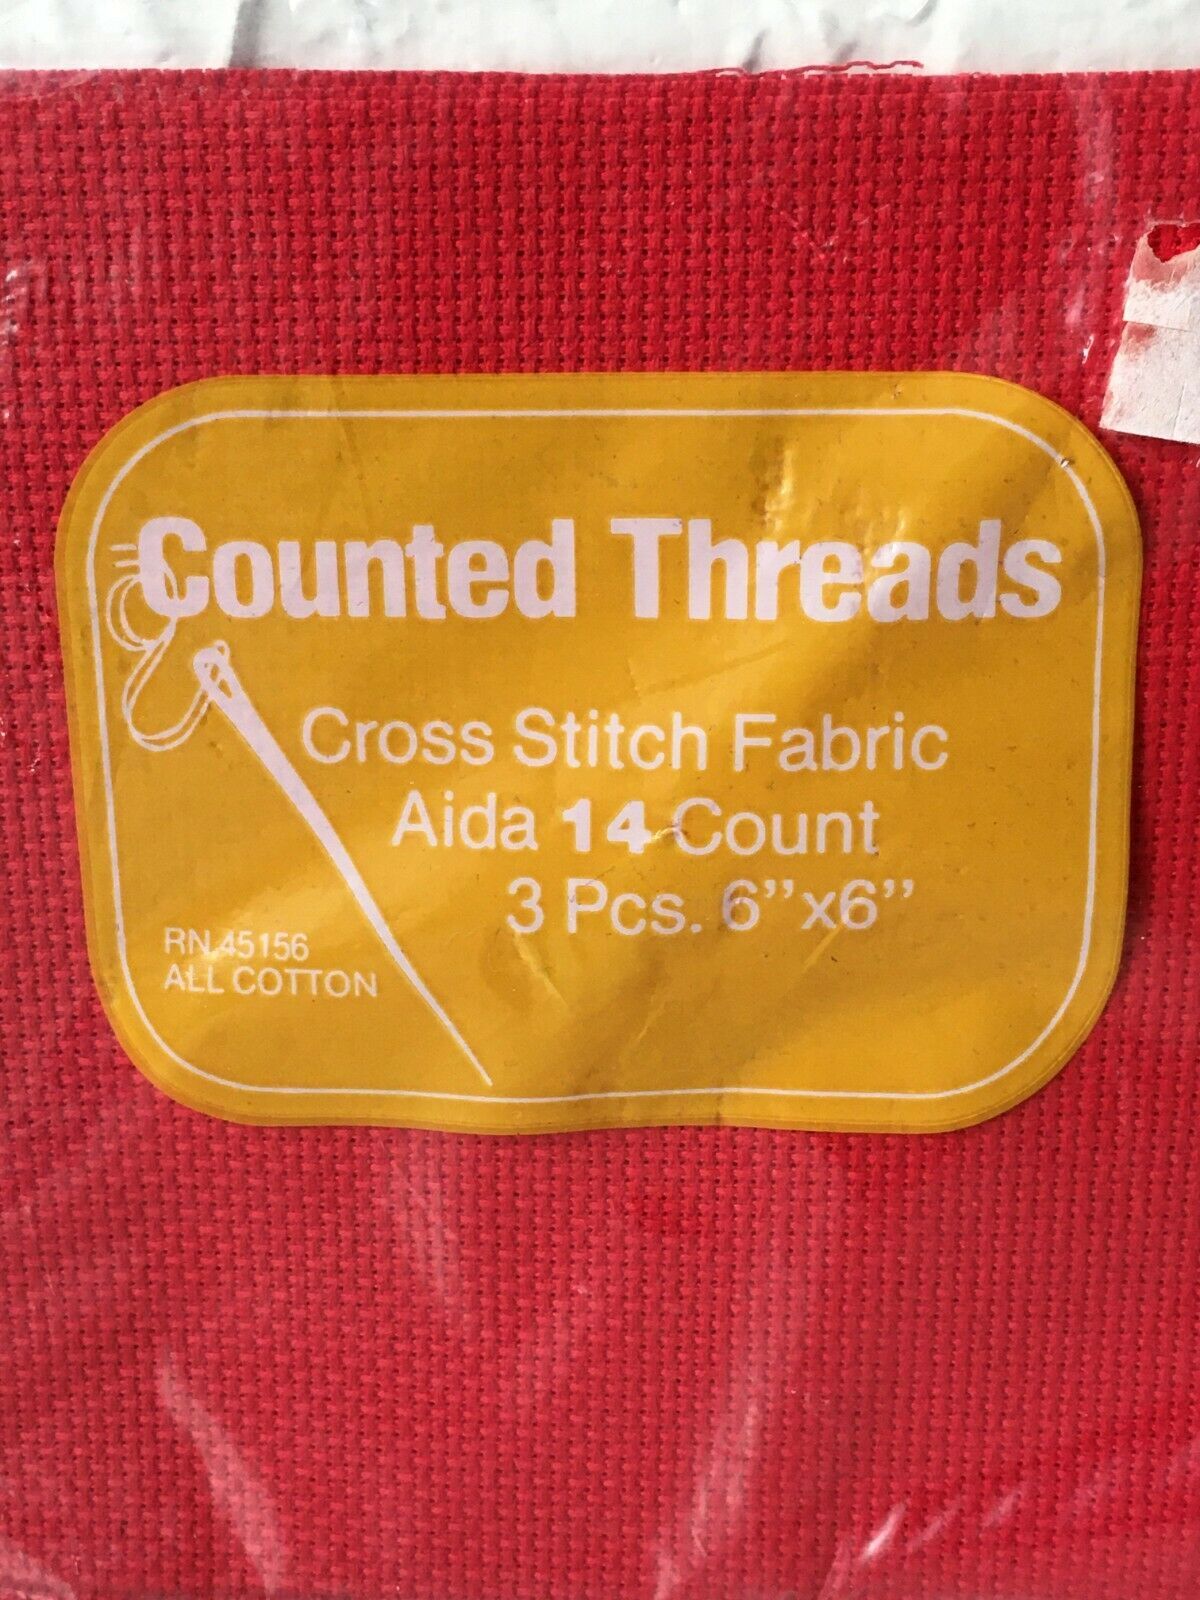 Counted Threads
Cross Stitch Fabric
Aida 14 Count
3 Pcs. 6”x6”
RN 45156
ALL COTTON